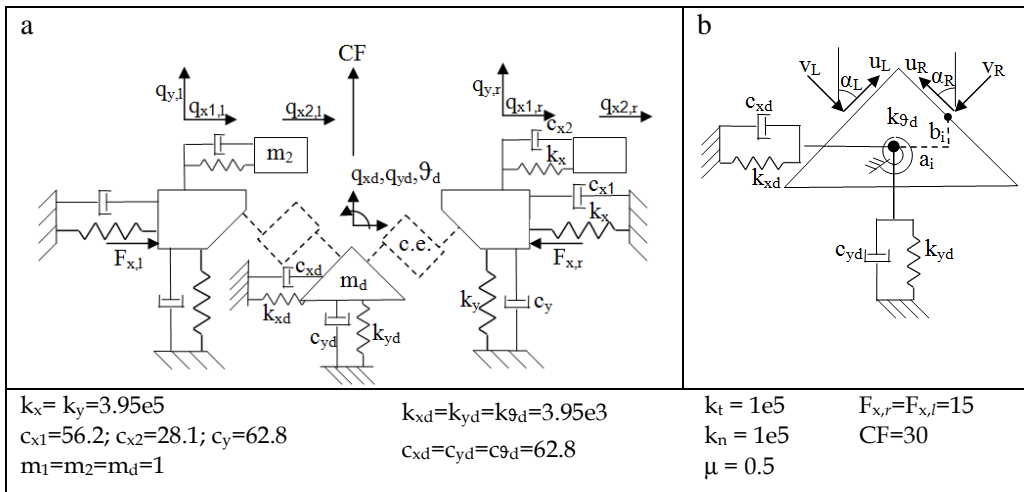 a
CF
q_y,l
q_x1,l
q_x2,l
q_y,r
q_x1,r
q_x2,r
c_x2
m_2
k_x
q_xd,q_yd,ϑ_d
c_x1
k_x
c.e.
F_x,l
F_x,r
c_xd
m_d
k_xd
k_y
c_y
c_yd
k_yd
b
v_L
u_L
u_R
v_R
α_L
α_R
c_xd
k_ϑd
b_i
a_i
k_xd
c_yd
k_yd
k_x= k_y=3.95e5
c_x1=56.2; c_x2=28.1; c_y=62.8
m_1=m_2=m_d=1
k_xd=k_yd=k_ϑd=3.95e3
c_xd=c_yd=c_ϑd=62.8
k_t = 1e5
k_n = 1e5
μ = 0.5
F_x,r=F_x,l=15
CF=30